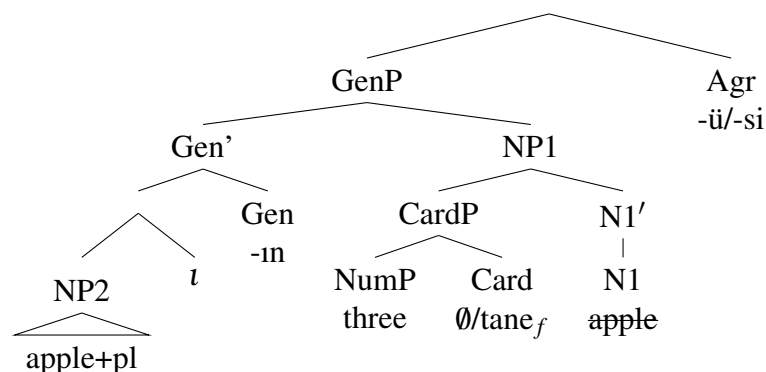 GenP Agr
-ü/-si
Gen’ NP1
Gen CardP N1′
-ın
ι
NP2 NumP Card N1
three ∅/tane_f apple
apple+pl